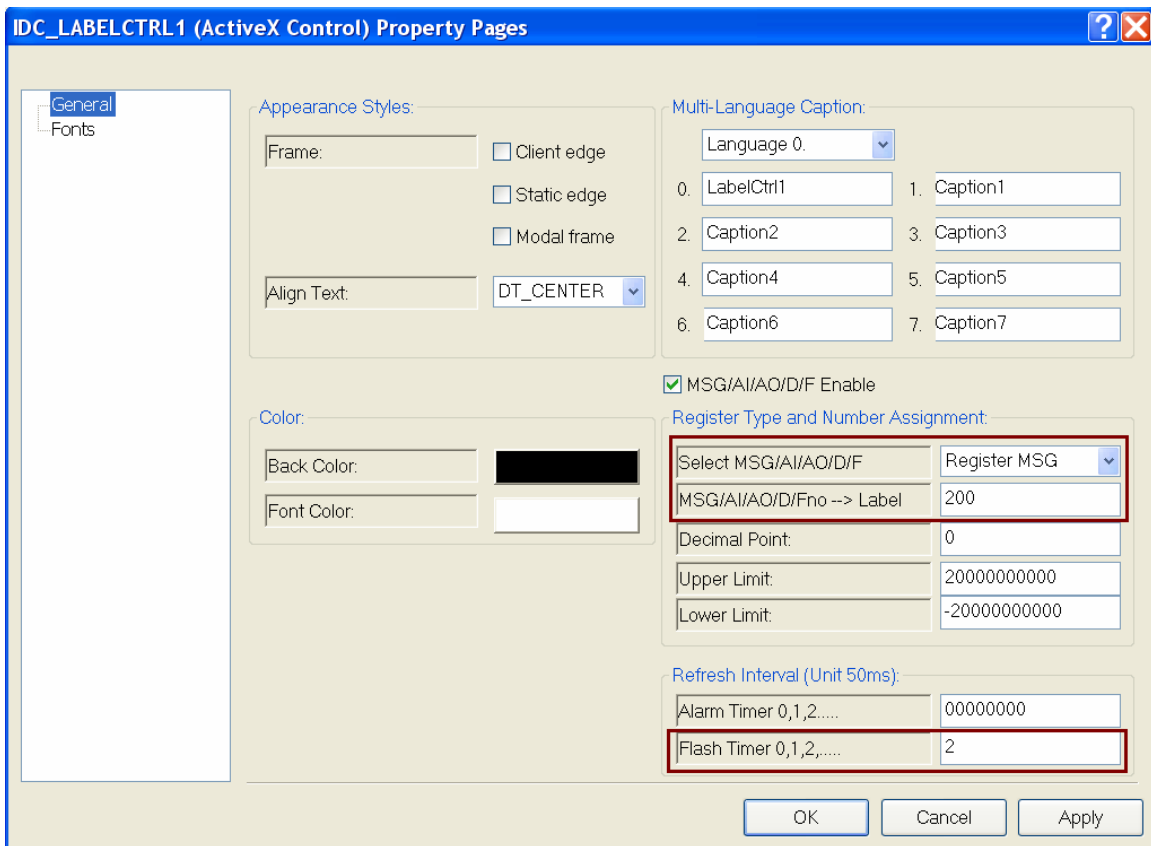 IDC_LABELCTRL1 (ActiveX Control) Property Pages
?
General
Fonts
Appearance Styles:
Frame:
Client edge
Static edge
Modal frame
Align Text:
DT_CENTER
Color:
Back Color:
Font Color:
Multi-Language Caption:
Language 0.
0. LabelCtrl1 1. Caption1
2. Caption2 3. Caption3
4. Caption4 5. Caption5
6. Caption6 7. Caption7
MSG/AI/AO/D/F Enable
Register Type and Number Assignment:
Select MSG/AI/AO/D/F Register MSG
MSG/AI/AO/D/Fno --> Label 200
Decimal Point: 0
Upper Limit: 20000000000
Lower Limit: -20000000000
Refresh Interval (Unit 50ms):
Alarm Timer 0,1,2..... 00000000
Flash Timer 0,1,2,..... 2
OK Cancel Apply